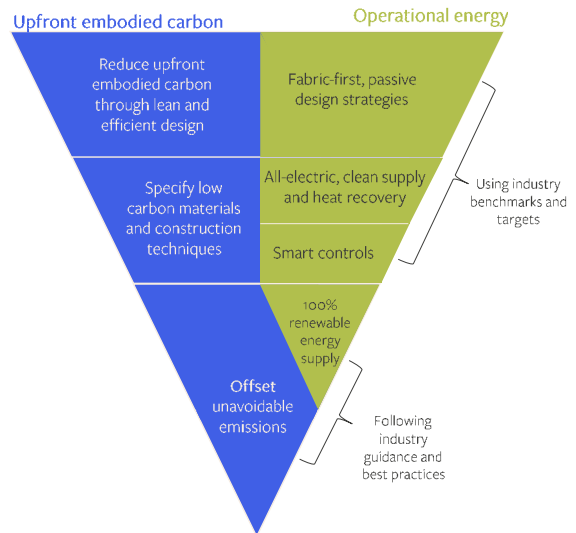 Upfront embodied carbon
Operational energy
Reduce upfront
embodied carbon
through lean and
efficient design
Fabric-first, passive
design strategies
Specify low
carbon materials
and construction
techniques
All-electric, clean supply
and heat recovery
Smart controls
Using industry
benchmarks and
targets
100%
renewable
energy
supply
Offset
unavoidable
emissions
Following
industry
guidance and
best practices